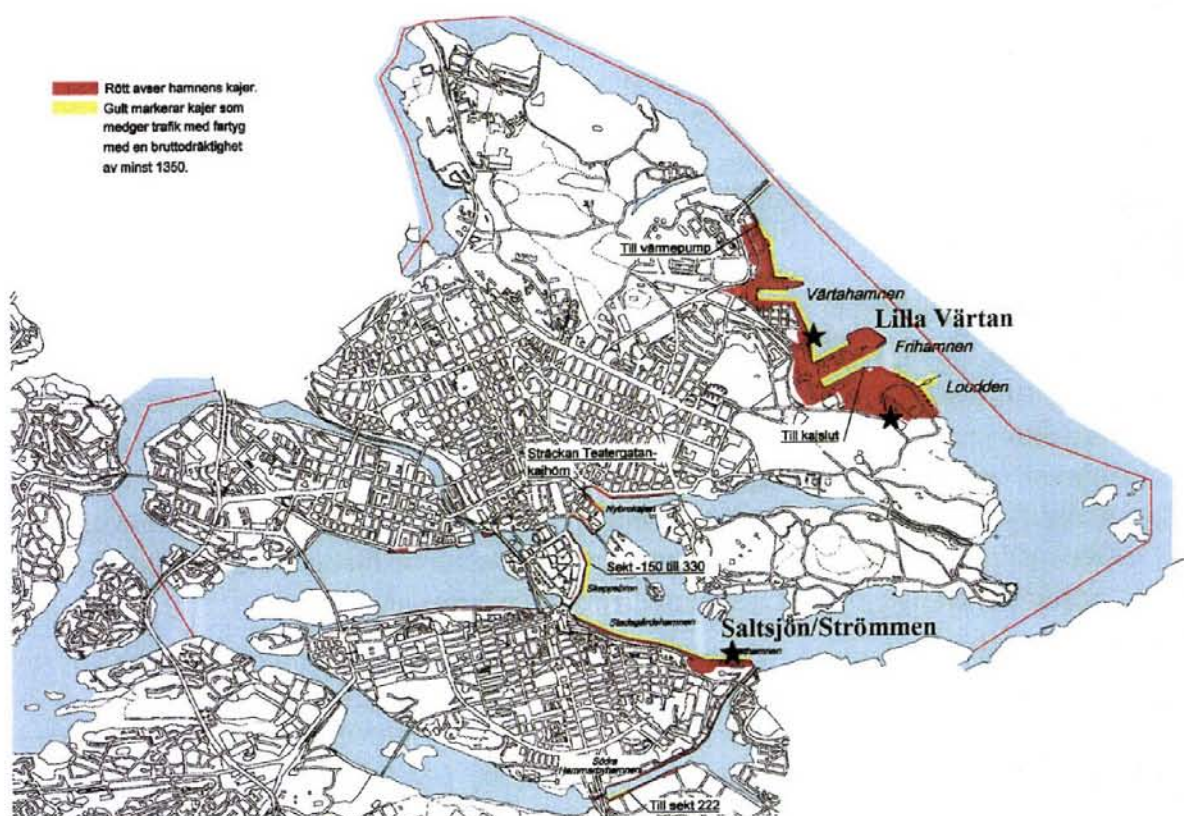 Rött avser hamnens kajer.
Gult markerar kajer som
medger trafik med fartyg
med en bruttodräktighet
av minst 1350.
Till värmepump
Värtahamnen
Lilla Värtan
Frihamnen
Loudden
Till kajslut
Sträckan Teatergatan-
kajhörn
Nybrokajen
Sekt -150 till 330
Skeppsbron
Stadsgårdshamnen
Saltsjön/Strömmen
Södra
Hammarbyhamnen
Till sekt 222